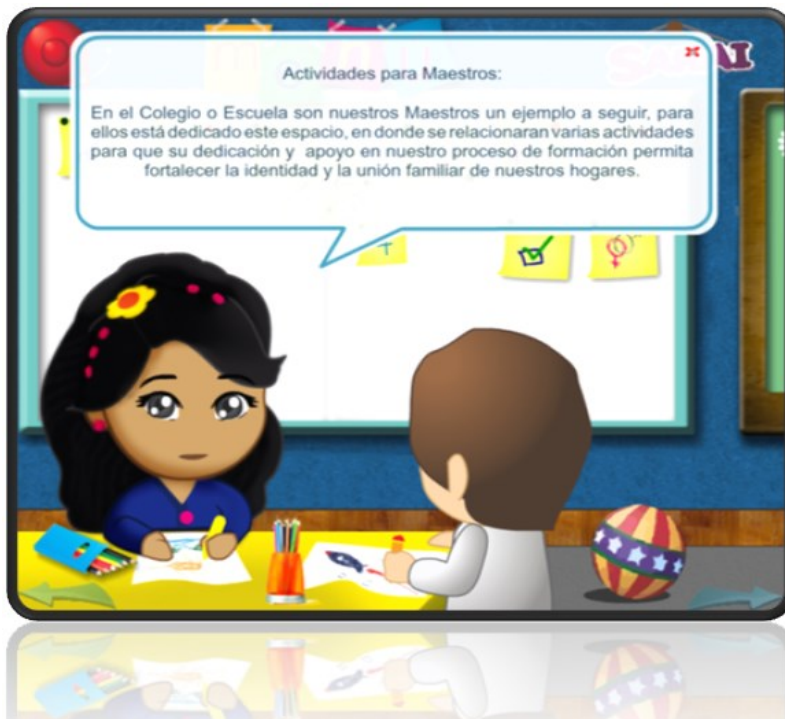 Actividades para Maestros:
En el Colegio o Escuela son nuestros Maestros un ejemplo a seguir, para
ellos está dedicado este espacio, en donde se relacionaran varias actividades
para que su dedicación y apoyo en nuestro proceso de formación permita
fortalecer la identidad y la unión familiar de nuestros hogares.